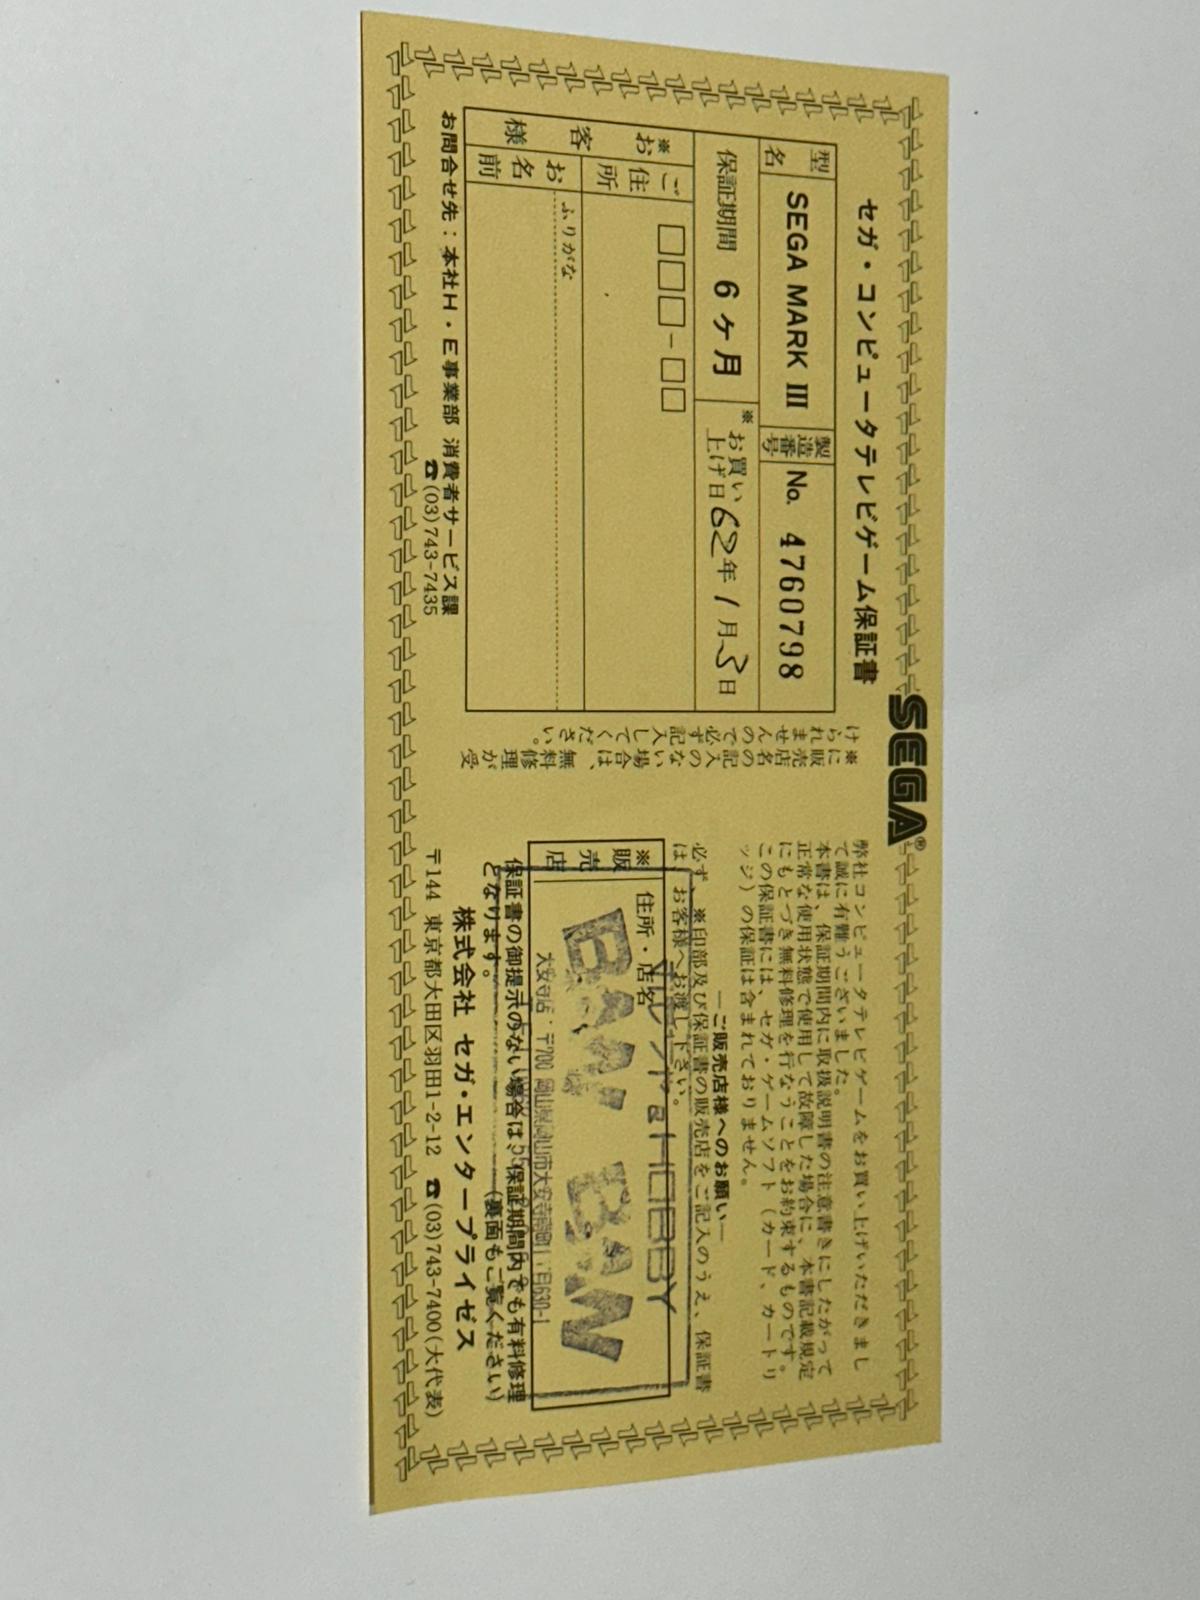 SEGA®
セガ・コンピュータテレビゲーム保証書
型名 SEGA MARK III 製造番号 No. 4760798
保証期間 6ヶ月 ※お買い上げ日 62年1月3日
※お客様
ご住所 □□□-□□
お名前 ふりがな
お問合せ先：本社H・E事業部 消費者サービス課
☎(03)743-7435
※販売店名の記入のない場合は、無料修理が受
けられませんので必ず記入してください。
弊社コンピュータテレビゲームをお買い上げいただきまし
て誠に有難うございました。
本書は、保証期間内に取扱説明書の注意書きにしたがって
正常な使用状態で使用して故障した場合に、本書記載規定
にもとづき無料修理を行なうことをお約束するものです。
この保証書には、セガ・ゲームソフト（カード、カートリ
ッジ）の保証は含まれておりません。
―ご販売店様へのお願い―
必ず、※印部及び保証書の販売店をご記入のうえ、保証書
は、お客様へお渡し下さい。
※販売店
住所・店名
HOBBY
BAW BAW
大安寺店・〒700 岡山県岡山市大安寺
630-1
保証書の御提示のない場合は、保証期間内でも有料修理
となります。 (裏面もご覧ください)
株式会社 セガ・エンタープライゼス
〒144 東京都大田区羽田1-2-12 ☎(03)743-7400(大代表)